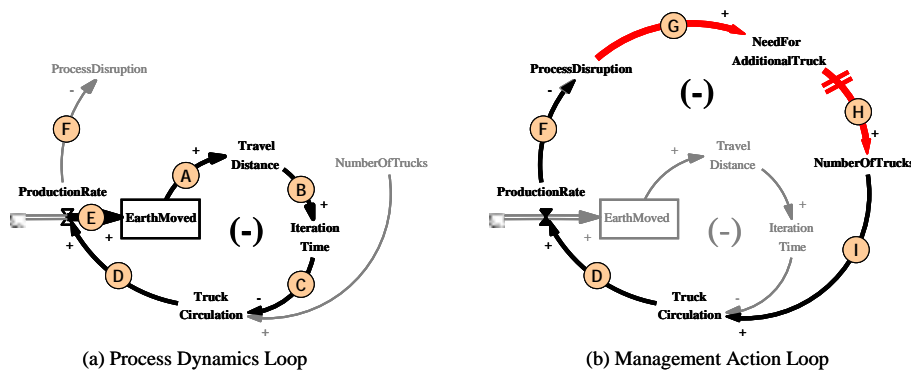 ProcessDisruption
-
F
+
Travel
Distance
NumberOfTrucks
A
B
+
ProductionRate
E
EarthMoved
(-)
+
+
Iteration
Time
D
C
-
Truck
Circulation
+
(a) Process Dynamics Loop
G
+
NeedFor
AdditionalTruck
ProcessDisruption
(-)
-
H
F
+
+
Travel
Distance
NumberOfTrucks
ProductionRate
+
EarthMoved
(-)
+
+
Iteration
Time
I
D
-
Truck
Circulation
+
(b) Management Action Loop